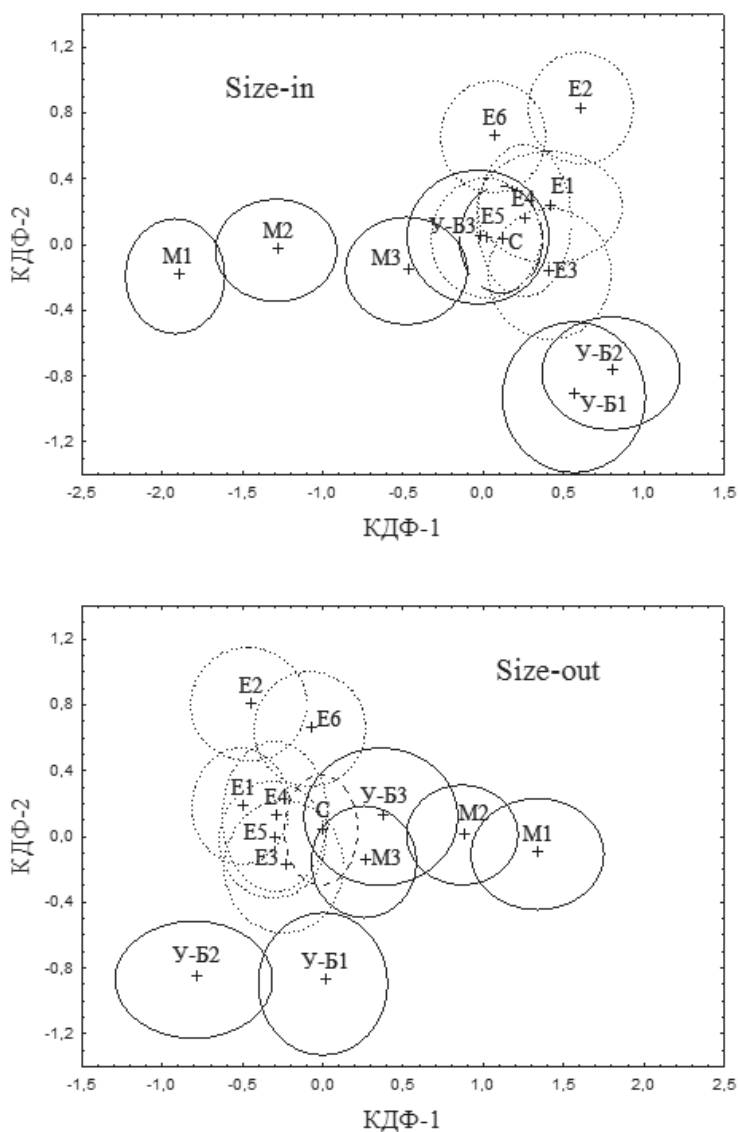 1,2
Size-in
E2
0,8
E6
КДФ-2
0,4
E4 E1
У-Б3 E5
M2
0,0
M1
M3
C
E3
-0,4
У-Б2
-0,8
У-Б1
-1,2
-2,5 -2,0 -1,5 -1,0 -0,5 0,0 0,5 1,0 1,5
КДФ-1
1,2
Size-out
E2
0,8
E6
КДФ-2
0,4
E1 E4
C
У-Б3
M2
0,0
E5
M1
E3
M3
-0,4
У-Б2 У-Б1
-0,8
-1,2
-1,5 -1,0 -0,5 0,0 0,5 1,0 1,5 2,0 2,5
КДФ-1